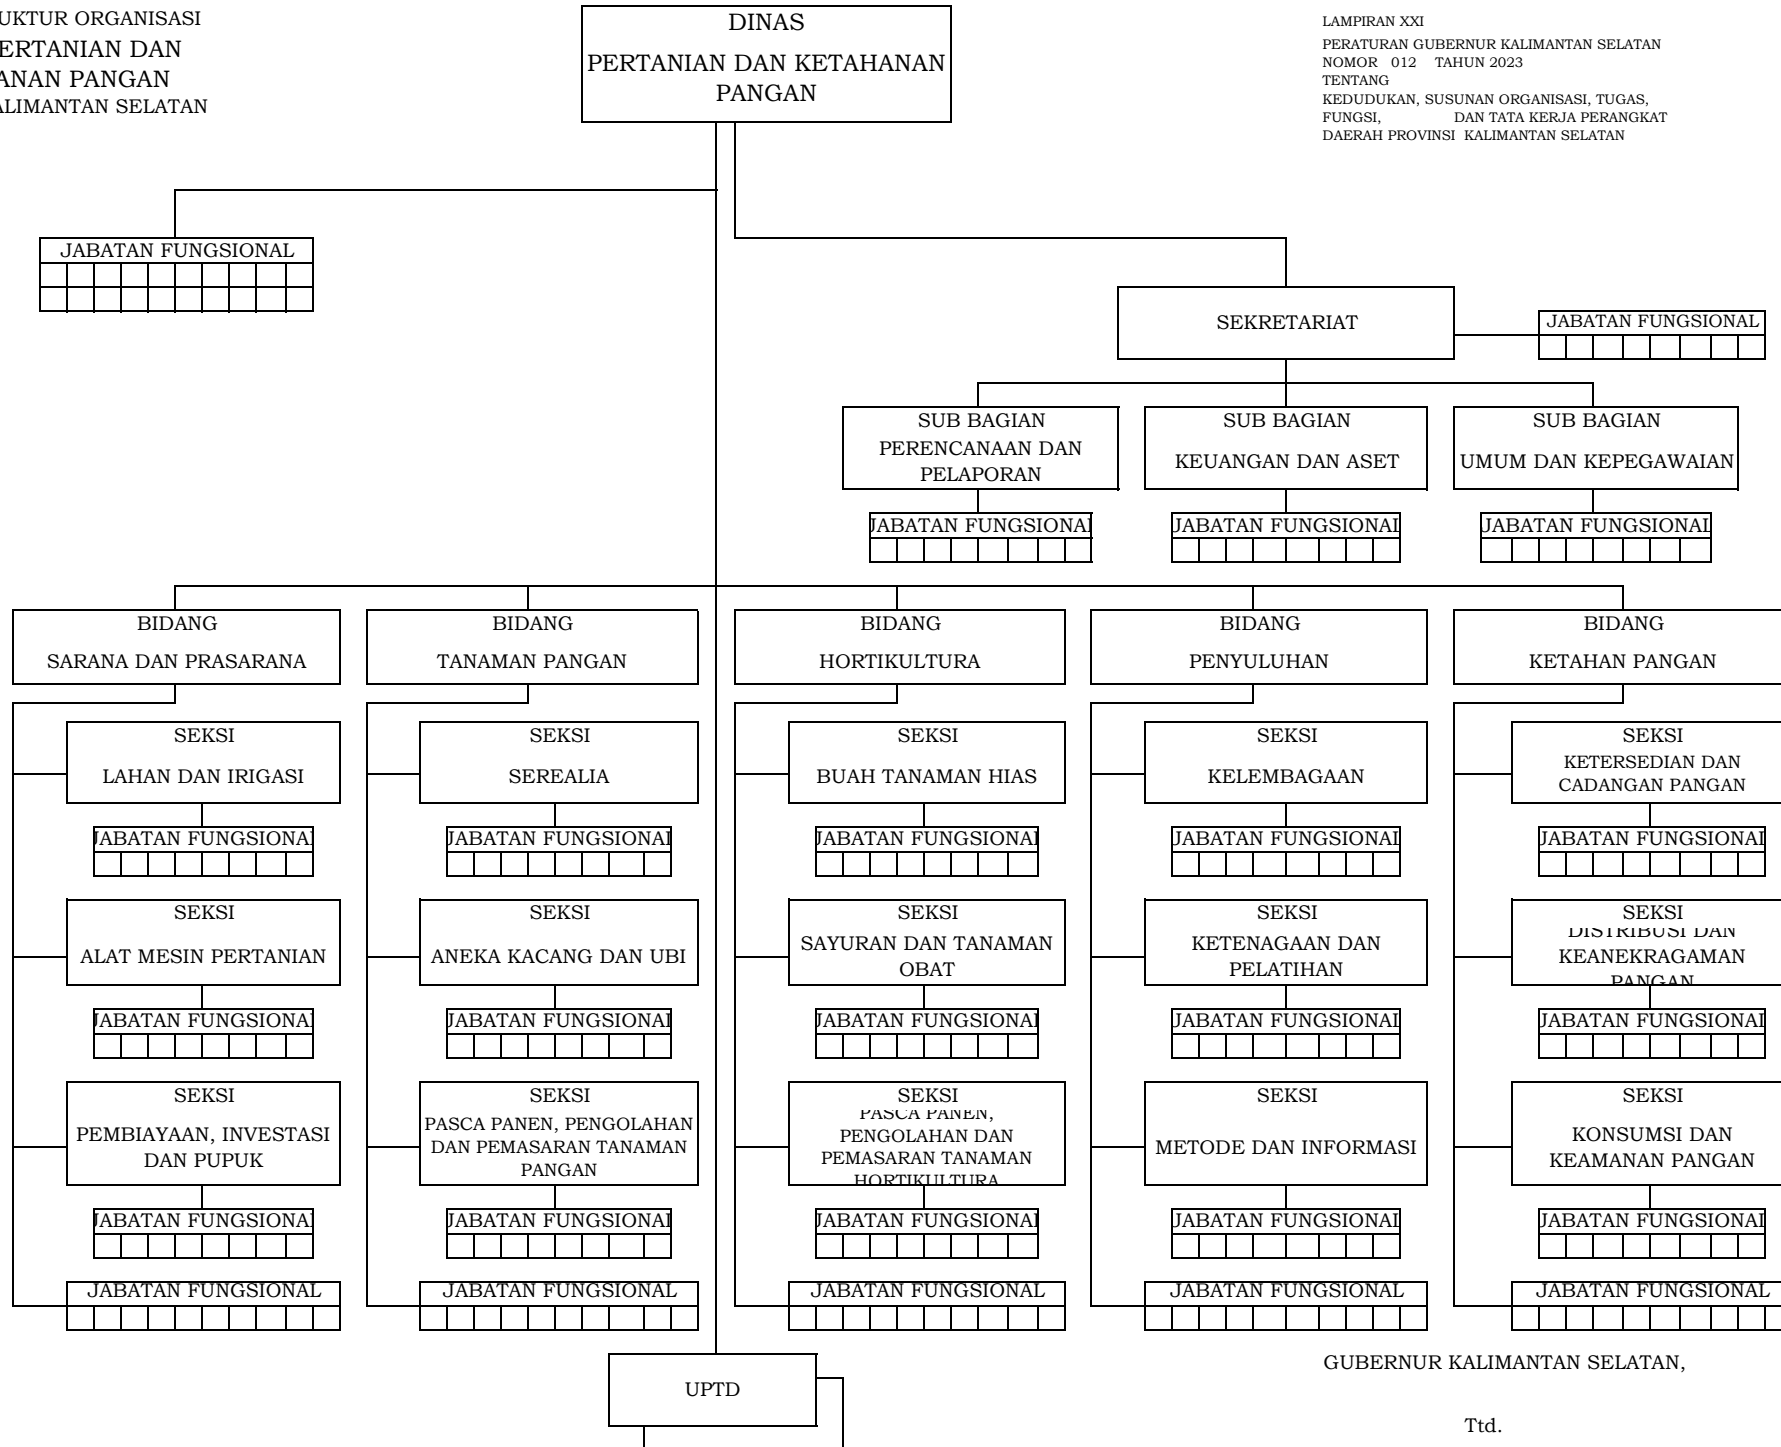 UKTUR ORGANISASI
ERTANIAN DAN
ANAN PANGAN
ALIMANTAN SELATAN
DINAS
PERTANIAN DAN KETAHANAN
PANGAN
LAMPIRAN XXI
PERATURAN GUBERNUR KALIMANTAN SELATAN
NOMOR 012 TAHUN 2023
TENTANG
KEDUDUKAN, SUSUNAN ORGANISASI, TUGAS,
FUNGSI, DAN TATA KERJA PERANGKAT
DAERAH PROVINSI KALIMANTAN SELATAN
JABATAN FUNGSIONAL
SEKRETARIAT
JABATAN FUNGSIONAL
SUB BAGIAN
PERENCANAAN DAN
PELAPORAN
SUB BAGIAN
KEUANGAN DAN ASET
SUB BAGIAN
UMUM DAN KEPEGAWAIAN
JABATAN FUNGSIONAL
JABATAN FUNGSIONAL
JABATAN FUNGSIONAL
BIDANG
SARANA DAN PRASARANA
BIDANG
TANAMAN PANGAN
BIDANG
HORTIKULTURA
BIDANG
PENYULUHAN
BIDANG
KETAHAN PANGAN
SEKSI
LAHAN DAN IRIGASI
SEKSI
SEREALIA
SEKSI
BUAH TANAMAN HIAS
SEKSI
KELEMBAGAAN
SEKSI
KETERSEDIAN DAN
CADANGAN PANGAN
JABATAN FUNGSIONAL
JABATAN FUNGSIONAL
JABATAN FUNGSIONAL
JABATAN FUNGSIONAL
JABATAN FUNGSIONAL
SEKSI
ALAT MESIN PERTANIAN
SEKSI
ANEKA KACANG DAN UBI
SEKSI
SAYURAN DAN TANAMAN
OBAT
SEKSI
KETENAGAAN DAN
PELATIHAN
SEKSI
DISTRIBUSI DAN
KEANEKRAGAMAN
PANGAN
JABATAN FUNGSIONAL
JABATAN FUNGSIONAL
JABATAN FUNGSIONAL
JABATAN FUNGSIONAL
JABATAN FUNGSIONAL
SEKSI
PEMBIAYAAN, INVESTASI
DAN PUPUK
SEKSI
PASCA PANEN, PENGOLAHAN
DAN PEMASARAN TANAMAN
PANGAN
SEKSI
PASCA PANEN,
PENGOLAHAN DAN
PEMASARAN TANAMAN
HORTIKULTURA
SEKSI
METODE DAN INFORMASI
SEKSI
KONSUMSI DAN
KEAMANAN PANGAN
JABATAN FUNGSIONAL
JABATAN FUNGSIONAL
JABATAN FUNGSIONAL
JABATAN FUNGSIONAL
JABATAN FUNGSIONAL
JABATAN FUNGSIONAL
JABATAN FUNGSIONAL
JABATAN FUNGSIONAL
JABATAN FUNGSIONAL
JABATAN FUNGSIONAL
UPTD
GUBERNUR KALIMANTAN SELATAN,
Ttd.